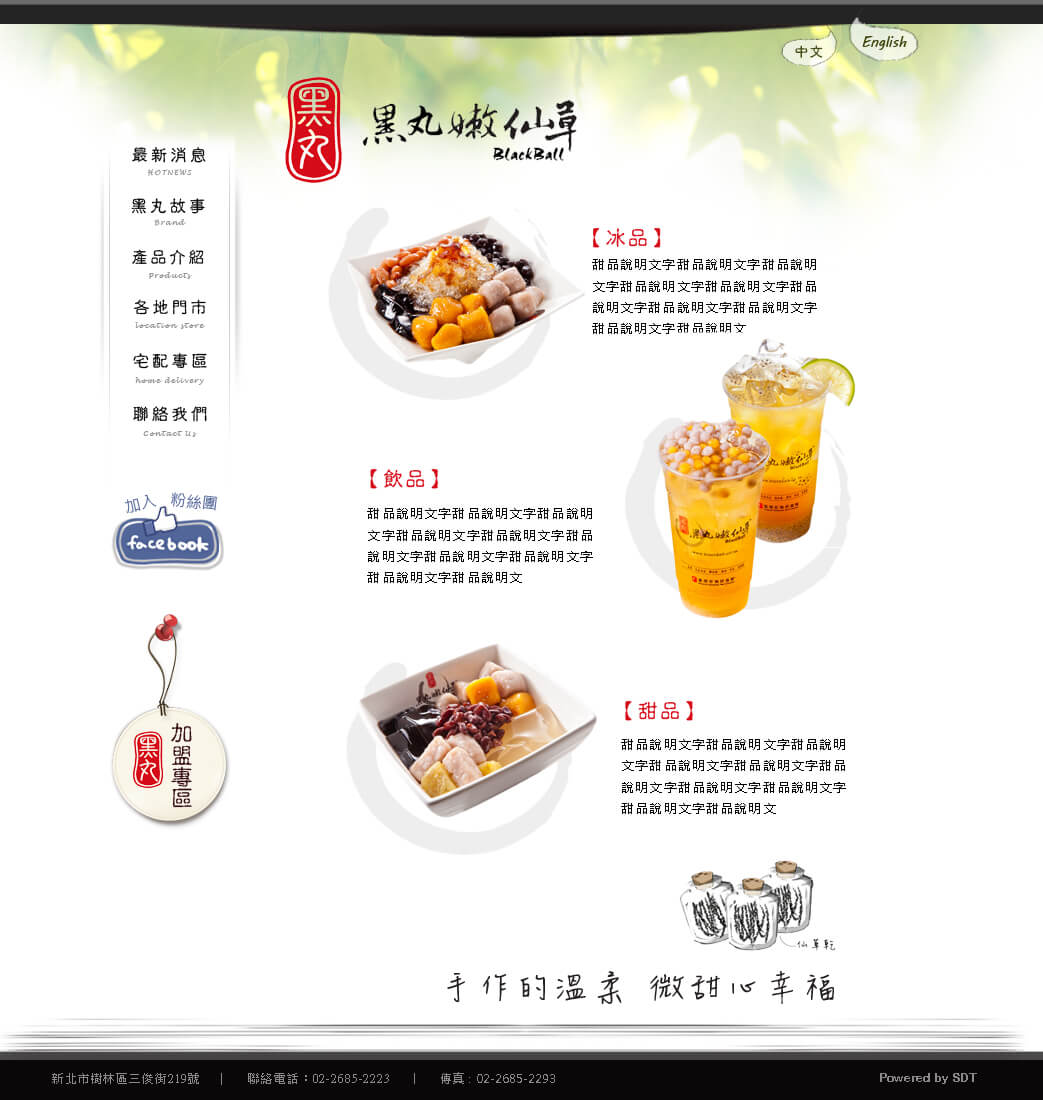 中文
English
黑丸
黑丸嫩仙草
BlackBall
最新消息
HOTNEWS
黑丸故事
Brand
產品介紹
Products
各地門市
location store
宅配專區
home delivery
聯絡我們
Contact Us
加入 粉絲團
facebook
黑丸
加盟專區
【冰品】
甜品說明文字甜品說明文字甜品說明
文字甜品說明文字甜品說明文字甜品
說明文字甜品說明文字甜品說明文字
甜品說明文字甜品說明文
【飲品】
甜品說明文字甜品說明文字甜品說明
文字甜品說明文字甜品說明文字甜品
說明文字甜品說明文字甜品說明文字
甜品說明文字甜品說明文
黑丸嫩仙草
BlackBall
黑丸嫩仙草
BlackBall
【甜品】
甜品說明文字甜品說明文字甜品說明
文字甜品說明文字甜品說明文字甜品
說明文字甜品說明文字甜品說明文字
甜品說明文字甜品說明文
仙草乾
手作的溫柔 微甜心幸福
新北市樹林區三俊街219號 | 聯絡電話：02-2685-2223 | 傳真 : 02-2685-2293
Powered by SDT